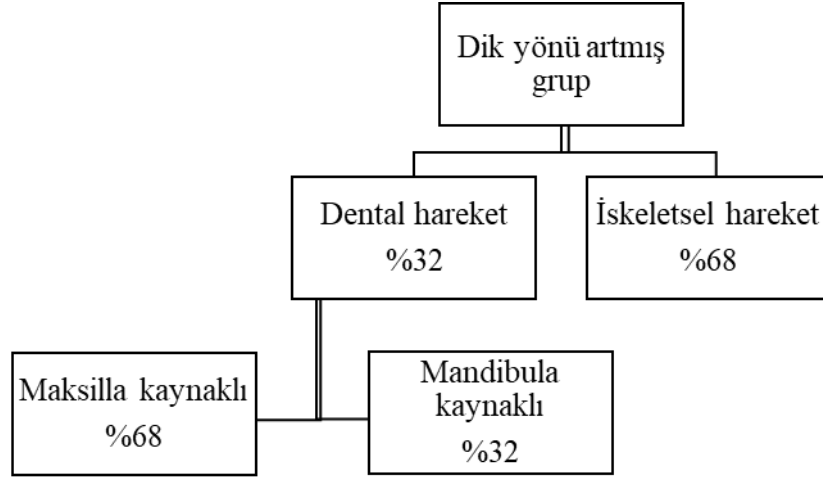 Dik yönü artmış
grup
Dental hareket
%32
İskeletsel hareket
%68
Maksilla kaynaklı
%68
Mandibula
kaynaklı
%32